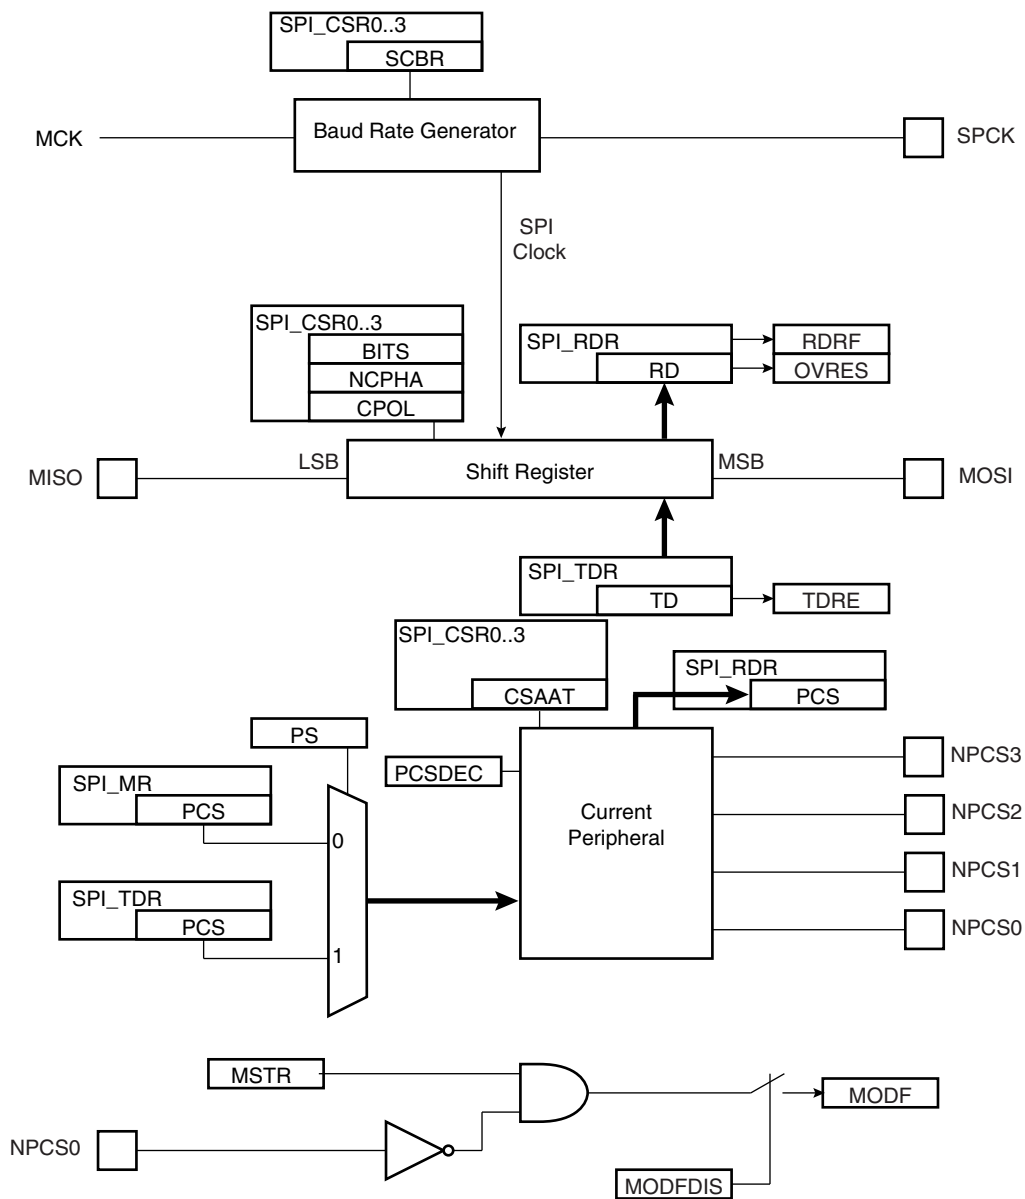 SPI_CSR0..3
SCBR
MCK
Baud Rate Generator
SPCK
SPI
Clock
SPI_CSR0..3
BITS
NCPHA
CPOL
SPI_RDR
RD
RDRF
OVRES
MISO
LSB
Shift Register
MSB
MOSI
SPI_TDR
TD
TDRE
SPI_CSR0..3
CSAAT
SPI_RDR
PCS
PS
PCSDEC
NPCS3
SPI_MR
PCS
0
Current
Peripheral
NPCS2
NPCS1
SPI_TDR
PCS
1
NPCS0
MSTR
MODF
NPCS0
MODFDIS